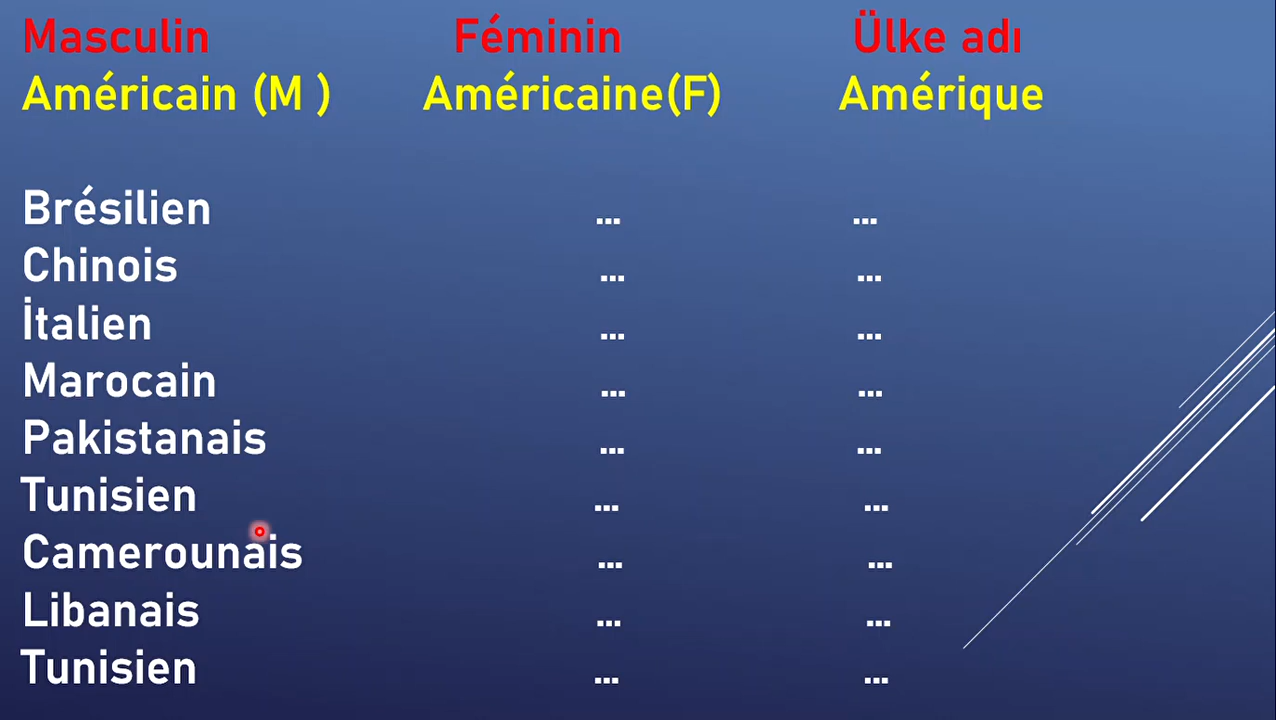 Masculin Féminin Ülke adı
Américain (M ) Américaine(F) Amérique
Brésilien ... ...
Chinois ... ...
İtalien ... ...
Marocain ... ...
Pakistanais ... ...
Tunisien ... ...
Camerounais ... ...
Libanais ... ...
Tunisien ... ...